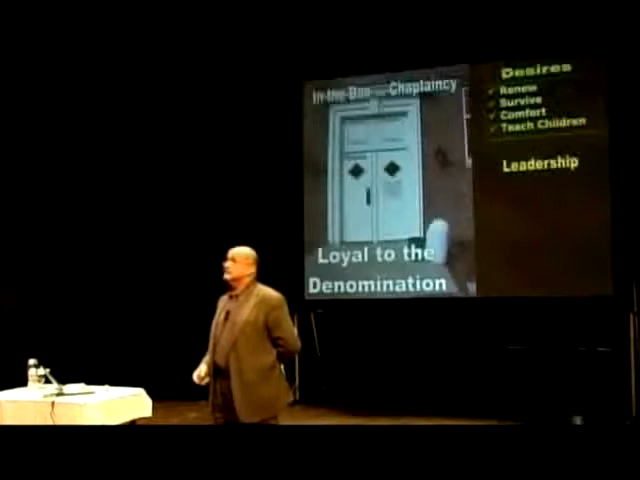 In-the-Box ... Chaplaincy
Loyal to the
Denomination
Desires
✓ Renew
✓ Survive
✓ Comfort
✓ Teach Children
Leadership